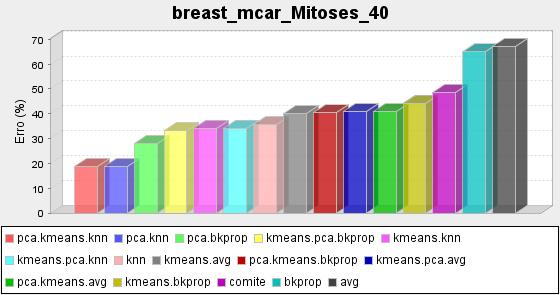 breast_mcar_Mitoses_40
Erro (%)
70
60
50
40
30
20
10
0
pca.kmeans.knn pca.knn pca.bkprop kmeans.pca.bkprop kmeans.knn
kmeans.pca.knn knn kmeans.avg pca.kmeans.bkprop kmeans.pca.avg
pca.kmeans.avg kmeans.bkprop comite bkprop avg